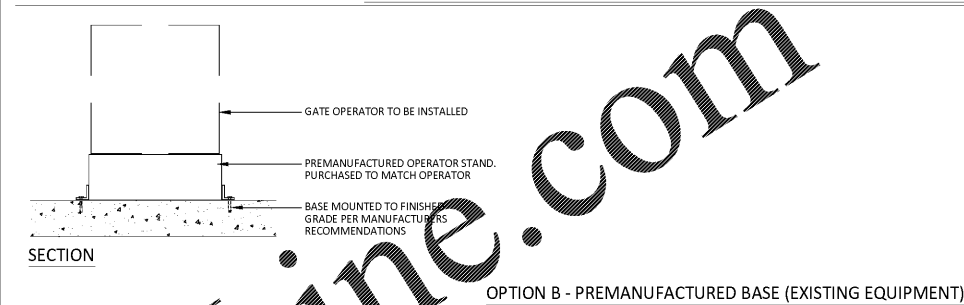 GATE OPERATOR TO BE INSTALLED
PREMANUFACTURED OPERATOR STAND.
PURCHASED TO MATCH OPERATOR
BASE MOUNTED TO FINISHED
GRADE PER MANUFACTURERS
RECOMMENDATIONS
SECTION
ine.com
OPTION B - PREMANUFACTURED BASE (EXISTING EQUIPMENT)